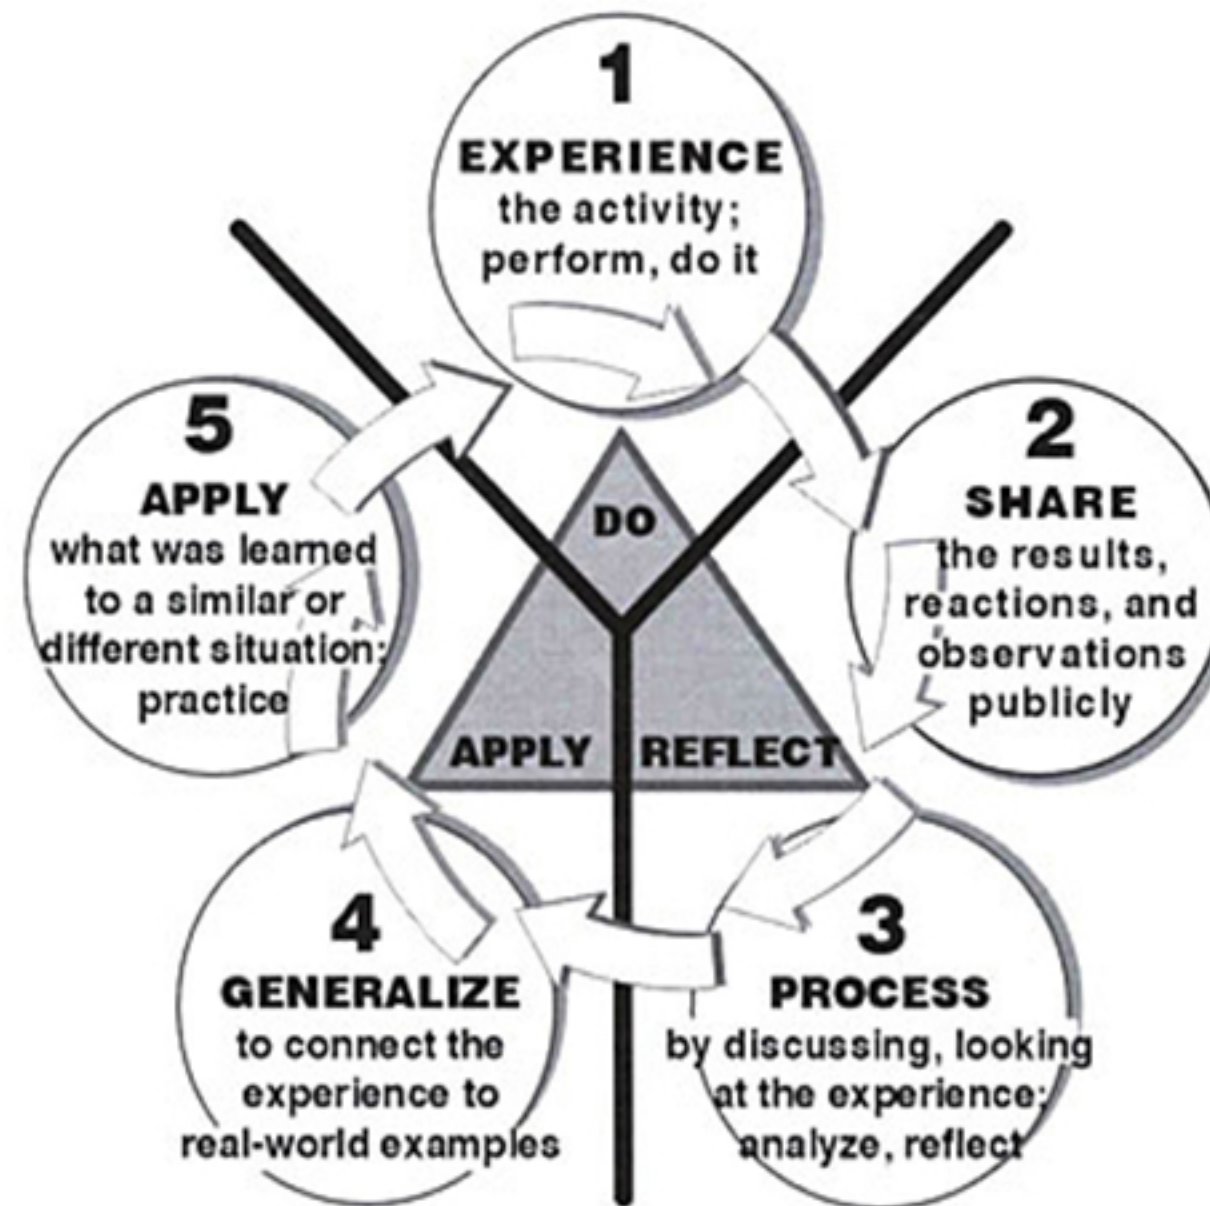 1
EXPERIENCE
the activity;
perform, do it
2
SHARE
the results,
reactions, and
observations
publicly
3
PROCESS
by discussing, looking
at the experience;
analyze, reflect
4
GENERALIZE
to connect the
experience to
real-world examples
5
APPLY
what was learned
to a similar or
different situation;
practice
DO
APPLY
REFLECT